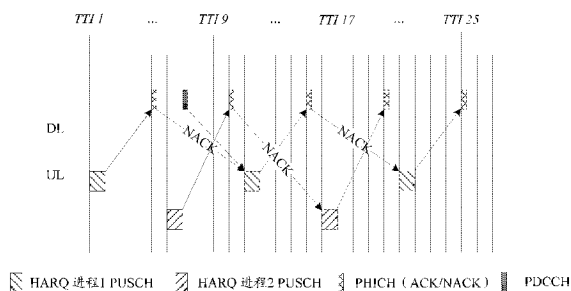 TTI 1 ... TTI 9 ... TTI 17 ... TTI 25
DL
NACK
NACK
NACK
UL
HARQ 进程1 PUSCH
HARQ 进程2 PUSCH
PHICH（ACK/NACK）
PDCCH